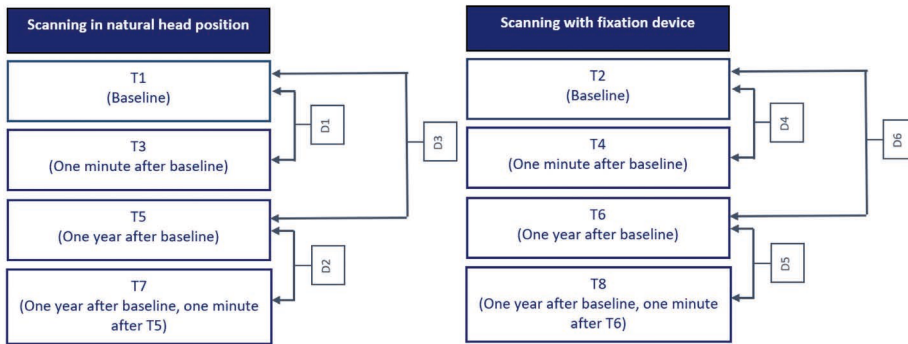 Scanning in natural head position
T1
(Baseline)
D1
D3
T3
(One minute after baseline)
T5
(One year after baseline)
D2
T7
(One year after baseline, one minute
after T5)
Scanning with fixation device
T2
(Baseline)
D4
D6
T4
(One minute after baseline)
T6
(One year after baseline)
D5
T8
(One year after baseline, one minute
after T6)